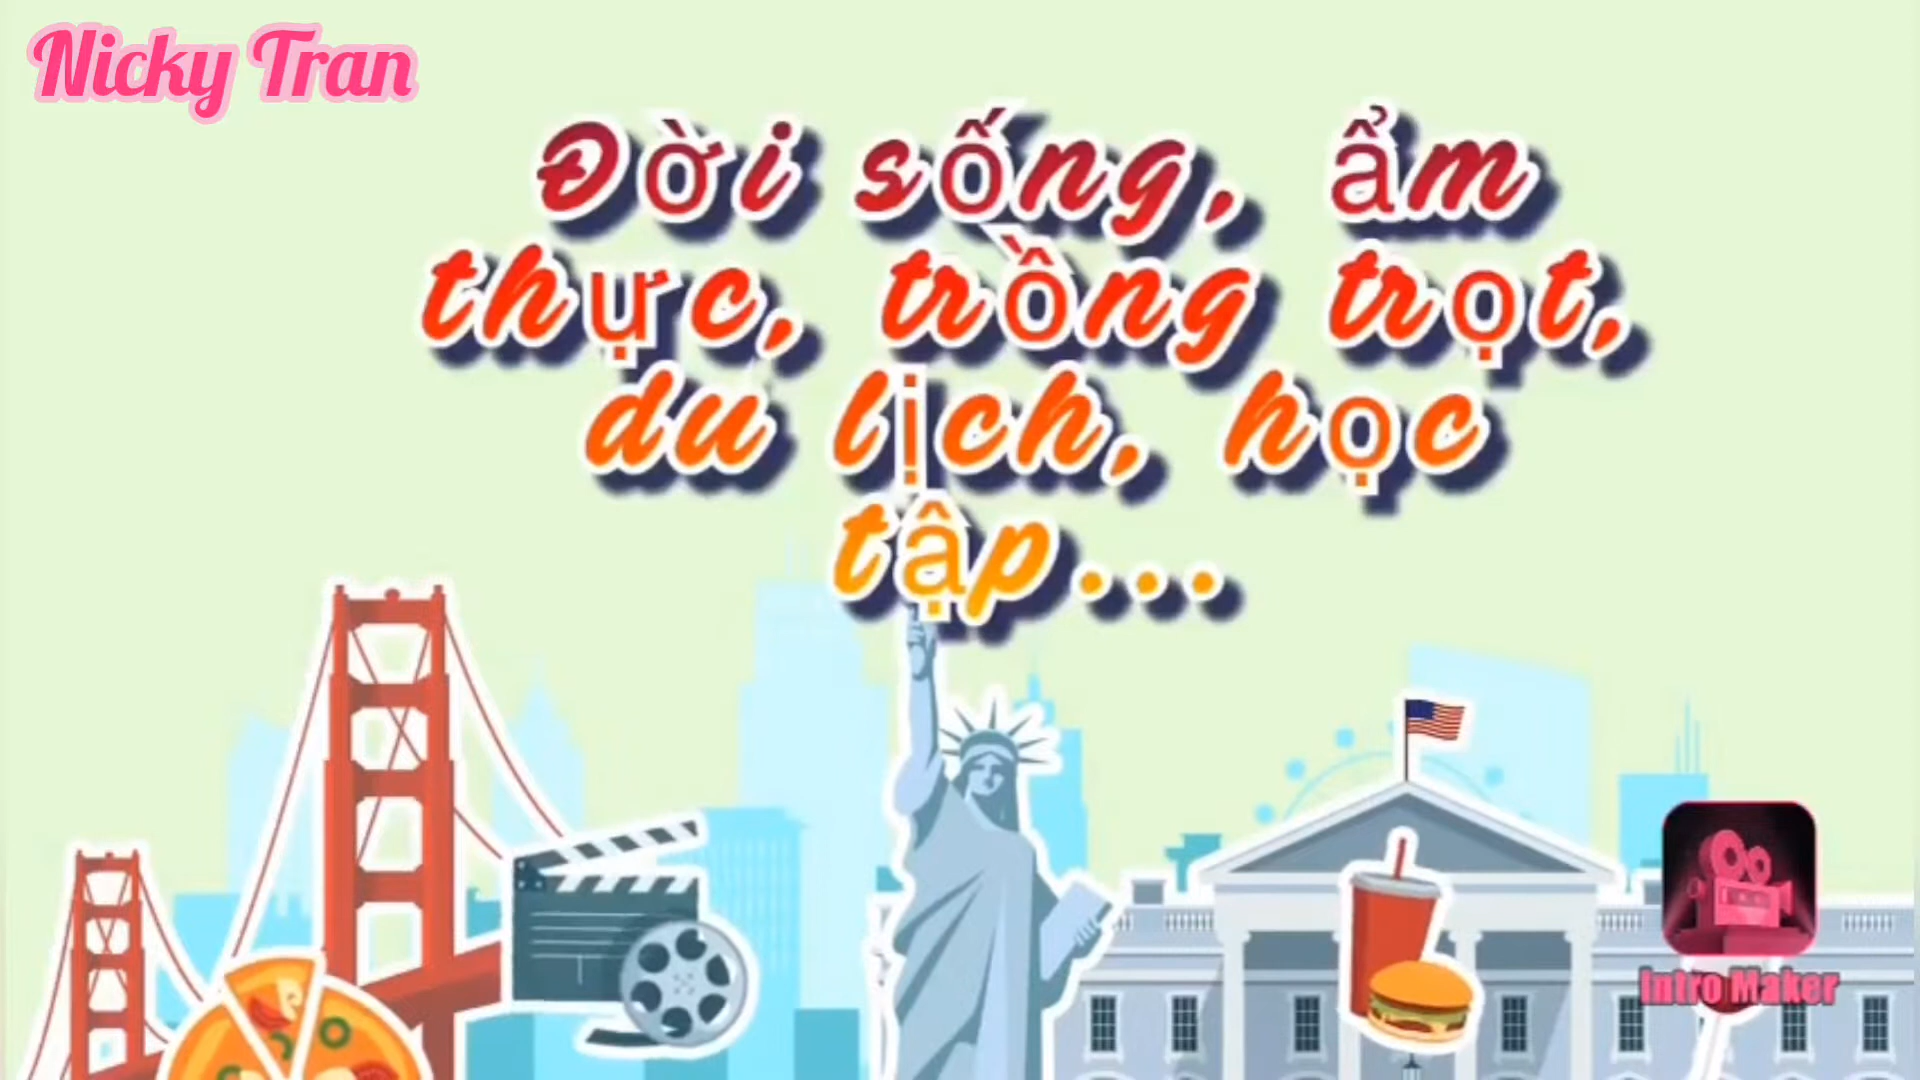 Nicky Tran
Đời sống, ẩm
thực, trồng trọt,
du lịch, học
tập...
Intro Maker